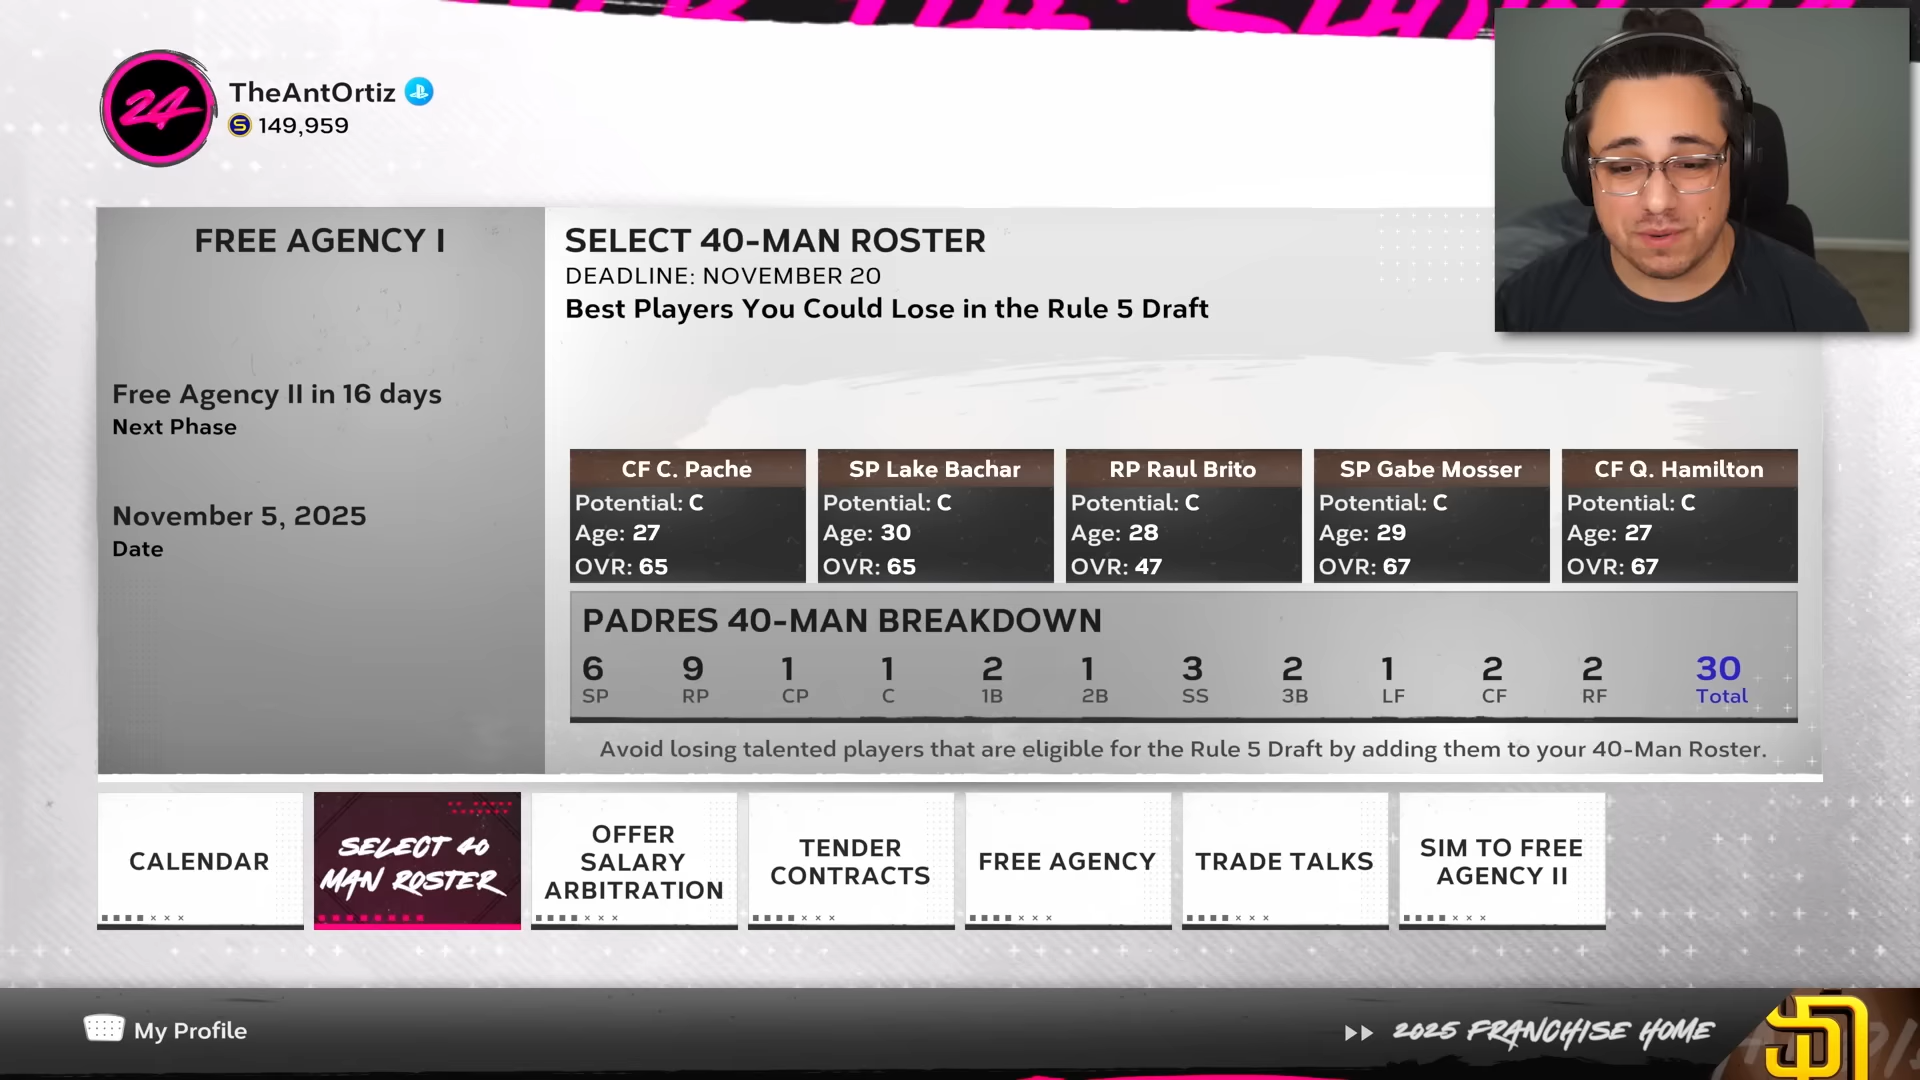 24
TheAntOrtiz
S 149,959
FREE AGENCY I
Free Agency II in 16 days
Next Phase
November 5, 2025
Date
SELECT 40-MAN ROSTER
DEADLINE: NOVEMBER 20
Best Players You Could Lose in the Rule 5 Draft
CF C. Pache
Potential: C
Age: 27
OVR: 65
SP Lake Bachar
Potential: C
Age: 30
OVR: 65
RP Raul Brito
Potential: C
Age: 28
OVR: 47
SP Gabe Mosser
Potential: C
Age: 29
OVR: 67
CF Q. Hamilton
Potential: C
Age: 27
OVR: 67
PADRES 40-MAN BREAKDOWN
6 9 1 1 2 1 3 2 1 2 2 30
SP RP CP C 1B 2B SS 3B LF CF RF Total
Avoid losing talented players that are eligible for the Rule 5 Draft by adding them to your 40-Man Roster.
CALENDAR
SELECT 40
MAN ROSTER
OFFER
SALARY
ARBITRATION
TENDER
CONTRACTS
FREE AGENCY
TRADE TALKS
SIM TO FREE
AGENCY II
My Profile
2025 FRANCHISE HOME
SD